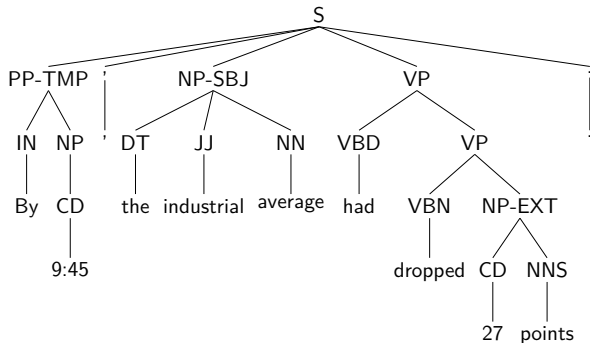 S
PP-TMP , NP-SBJ VP .
IN NP , DT JJ NN VBD VP .
By CD the industrial average had VBN NP-EXT
9:45 dropped CD NNS
27 points